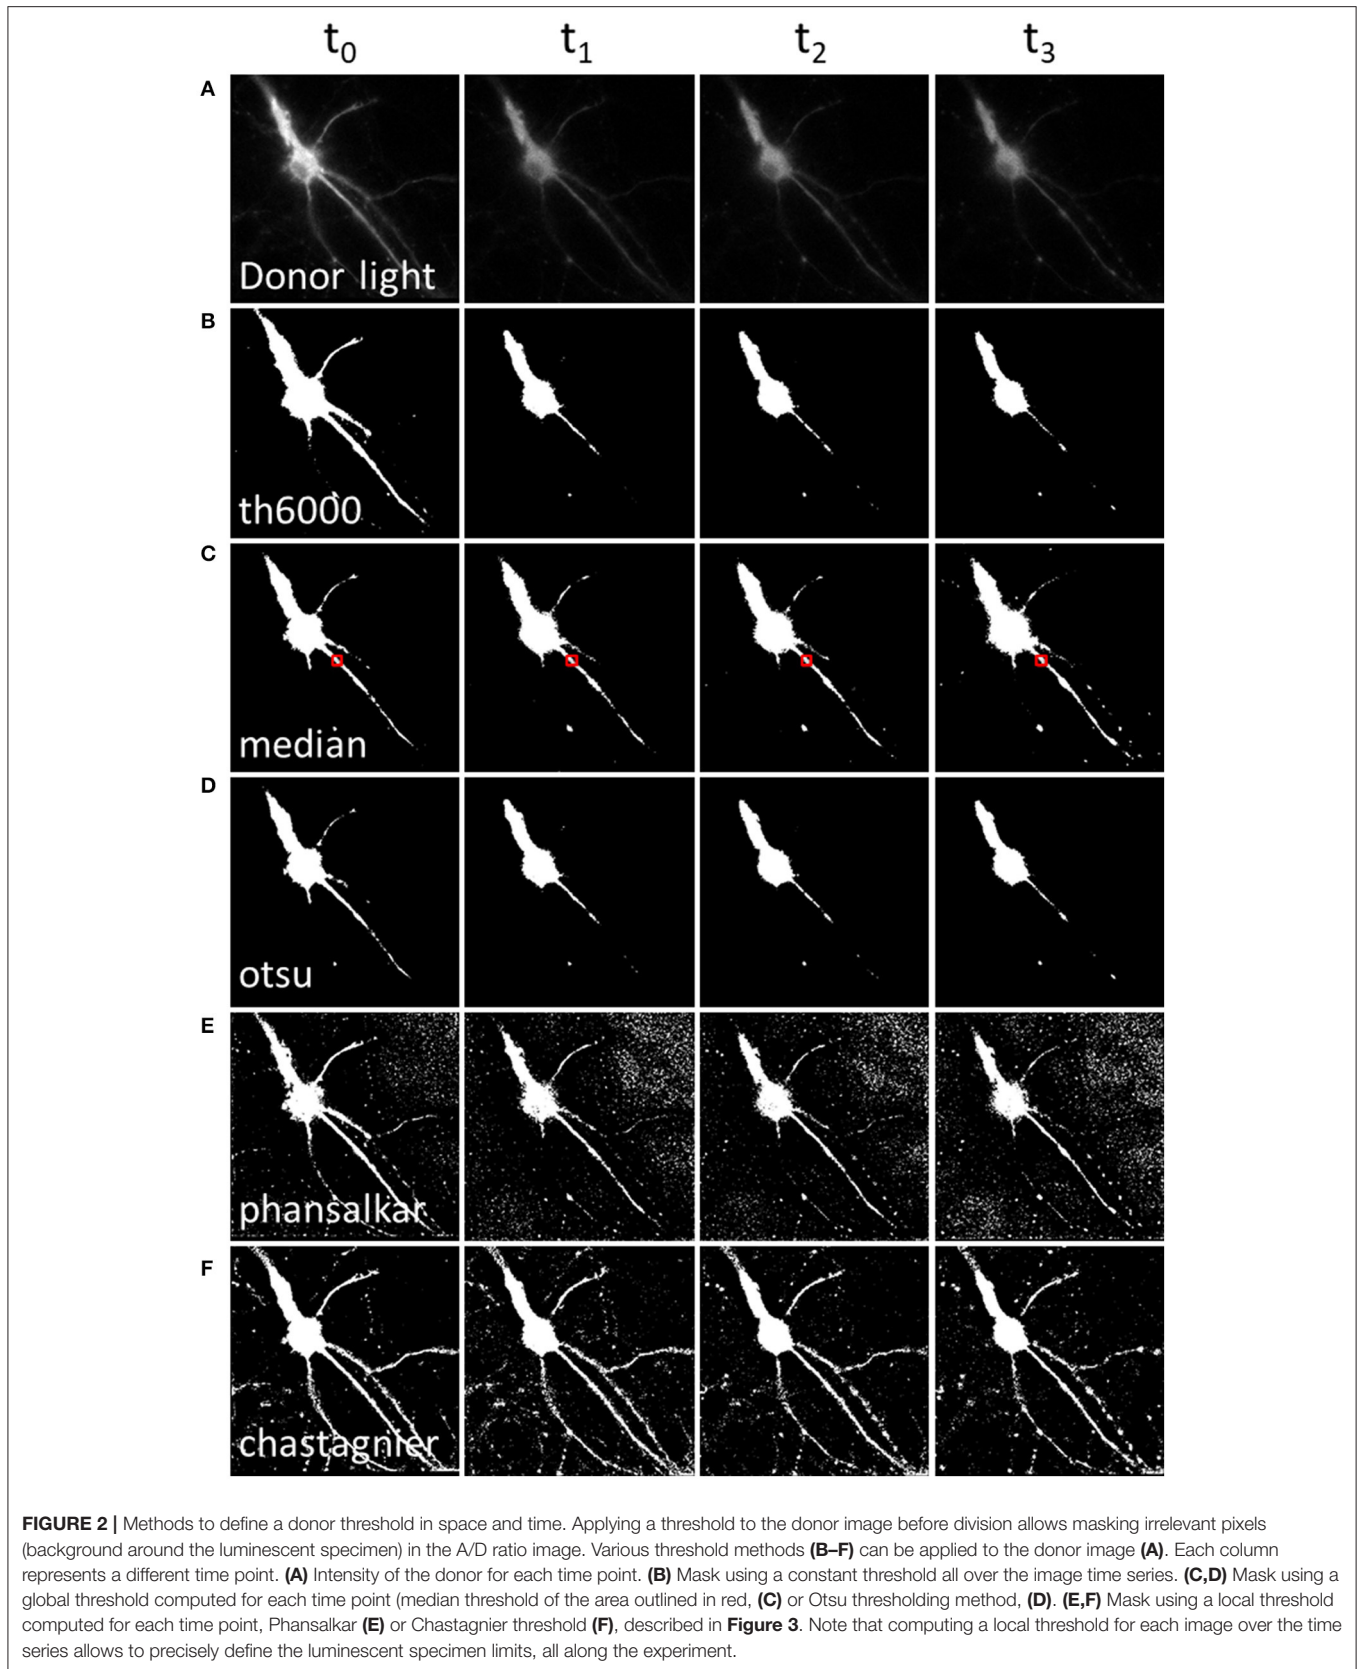 t0 t1 t2 t3
A
Donor light
B
th6000
C
median
D
otsu
E
phansalkar
F
chastagnier
FIGURE 2 | Methods to define a donor threshold in space and time. Applying a threshold to the donor image before division allows masking irrelevant pixels
(background around the luminescent specimen) in the A/D ratio image. Various threshold methods (B–F) can be applied to the donor image (A). Each column
represents a different time point. (A) Intensity of the donor for each time point. (B) Mask using a constant threshold all over the image time series. (C,D) Mask using a
global threshold computed for each time point (median threshold of the area outlined in red, (C) or Otsu thresholding method, (D). (E,F) Mask using a local threshold
computed for each time point, Phansalkar (E) or Chastagnier threshold (F), described in Figure 3. Note that computing a local threshold for each image over the time
series allows to precisely define the luminescent specimen limits, all along the experiment.